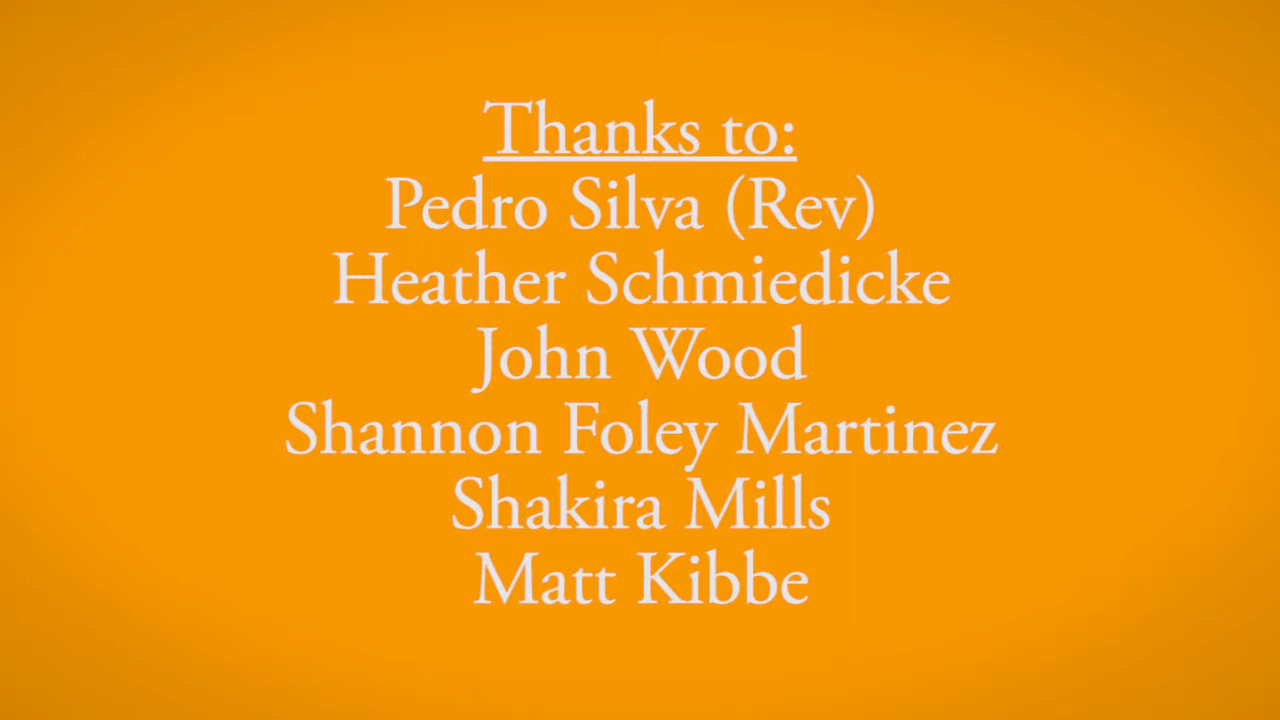 Thanks to:
Pedro Silva (Rev)
Heather Schmiedicke
John Wood
Shannon Foley Martinez
Shakira Mills
Matt Kibbe